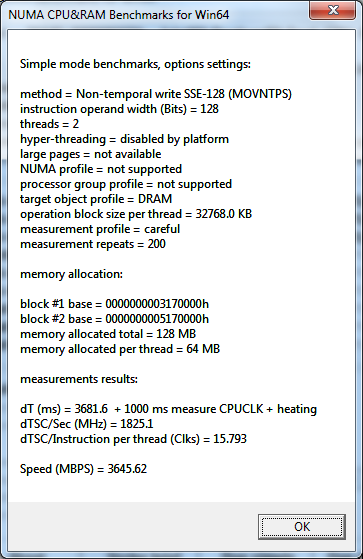 NUMA CPU&RAM Benchmarks for Win64
Simple mode benchmarks, options settings:
method = Non-temporal write SSE-128 (MOVNTPS)
instruction operand width (Bits) = 128
threads = 2
hyper-threading = disabled by platform
large pages = not available
NUMA profile = not supported
processor group profile = not supported
target object profile = DRAM
operation block size per thread = 32768.0 KB
measurement profile = careful
measurement repeats = 200
memory allocation:
block #1 base = 0000000003170000h
block #2 base = 0000000005170000h
memory allocated total = 128 MB
memory allocated per thread = 64 MB
measurements results:
dT (ms) = 3681.6  + 1000 ms measure CPUCLK + heating
dTSC/Sec (MHz) = 1825.1
dTSC/Instruction per thread (Clks) = 15.793
Speed (MBPS) = 3645.62
OK